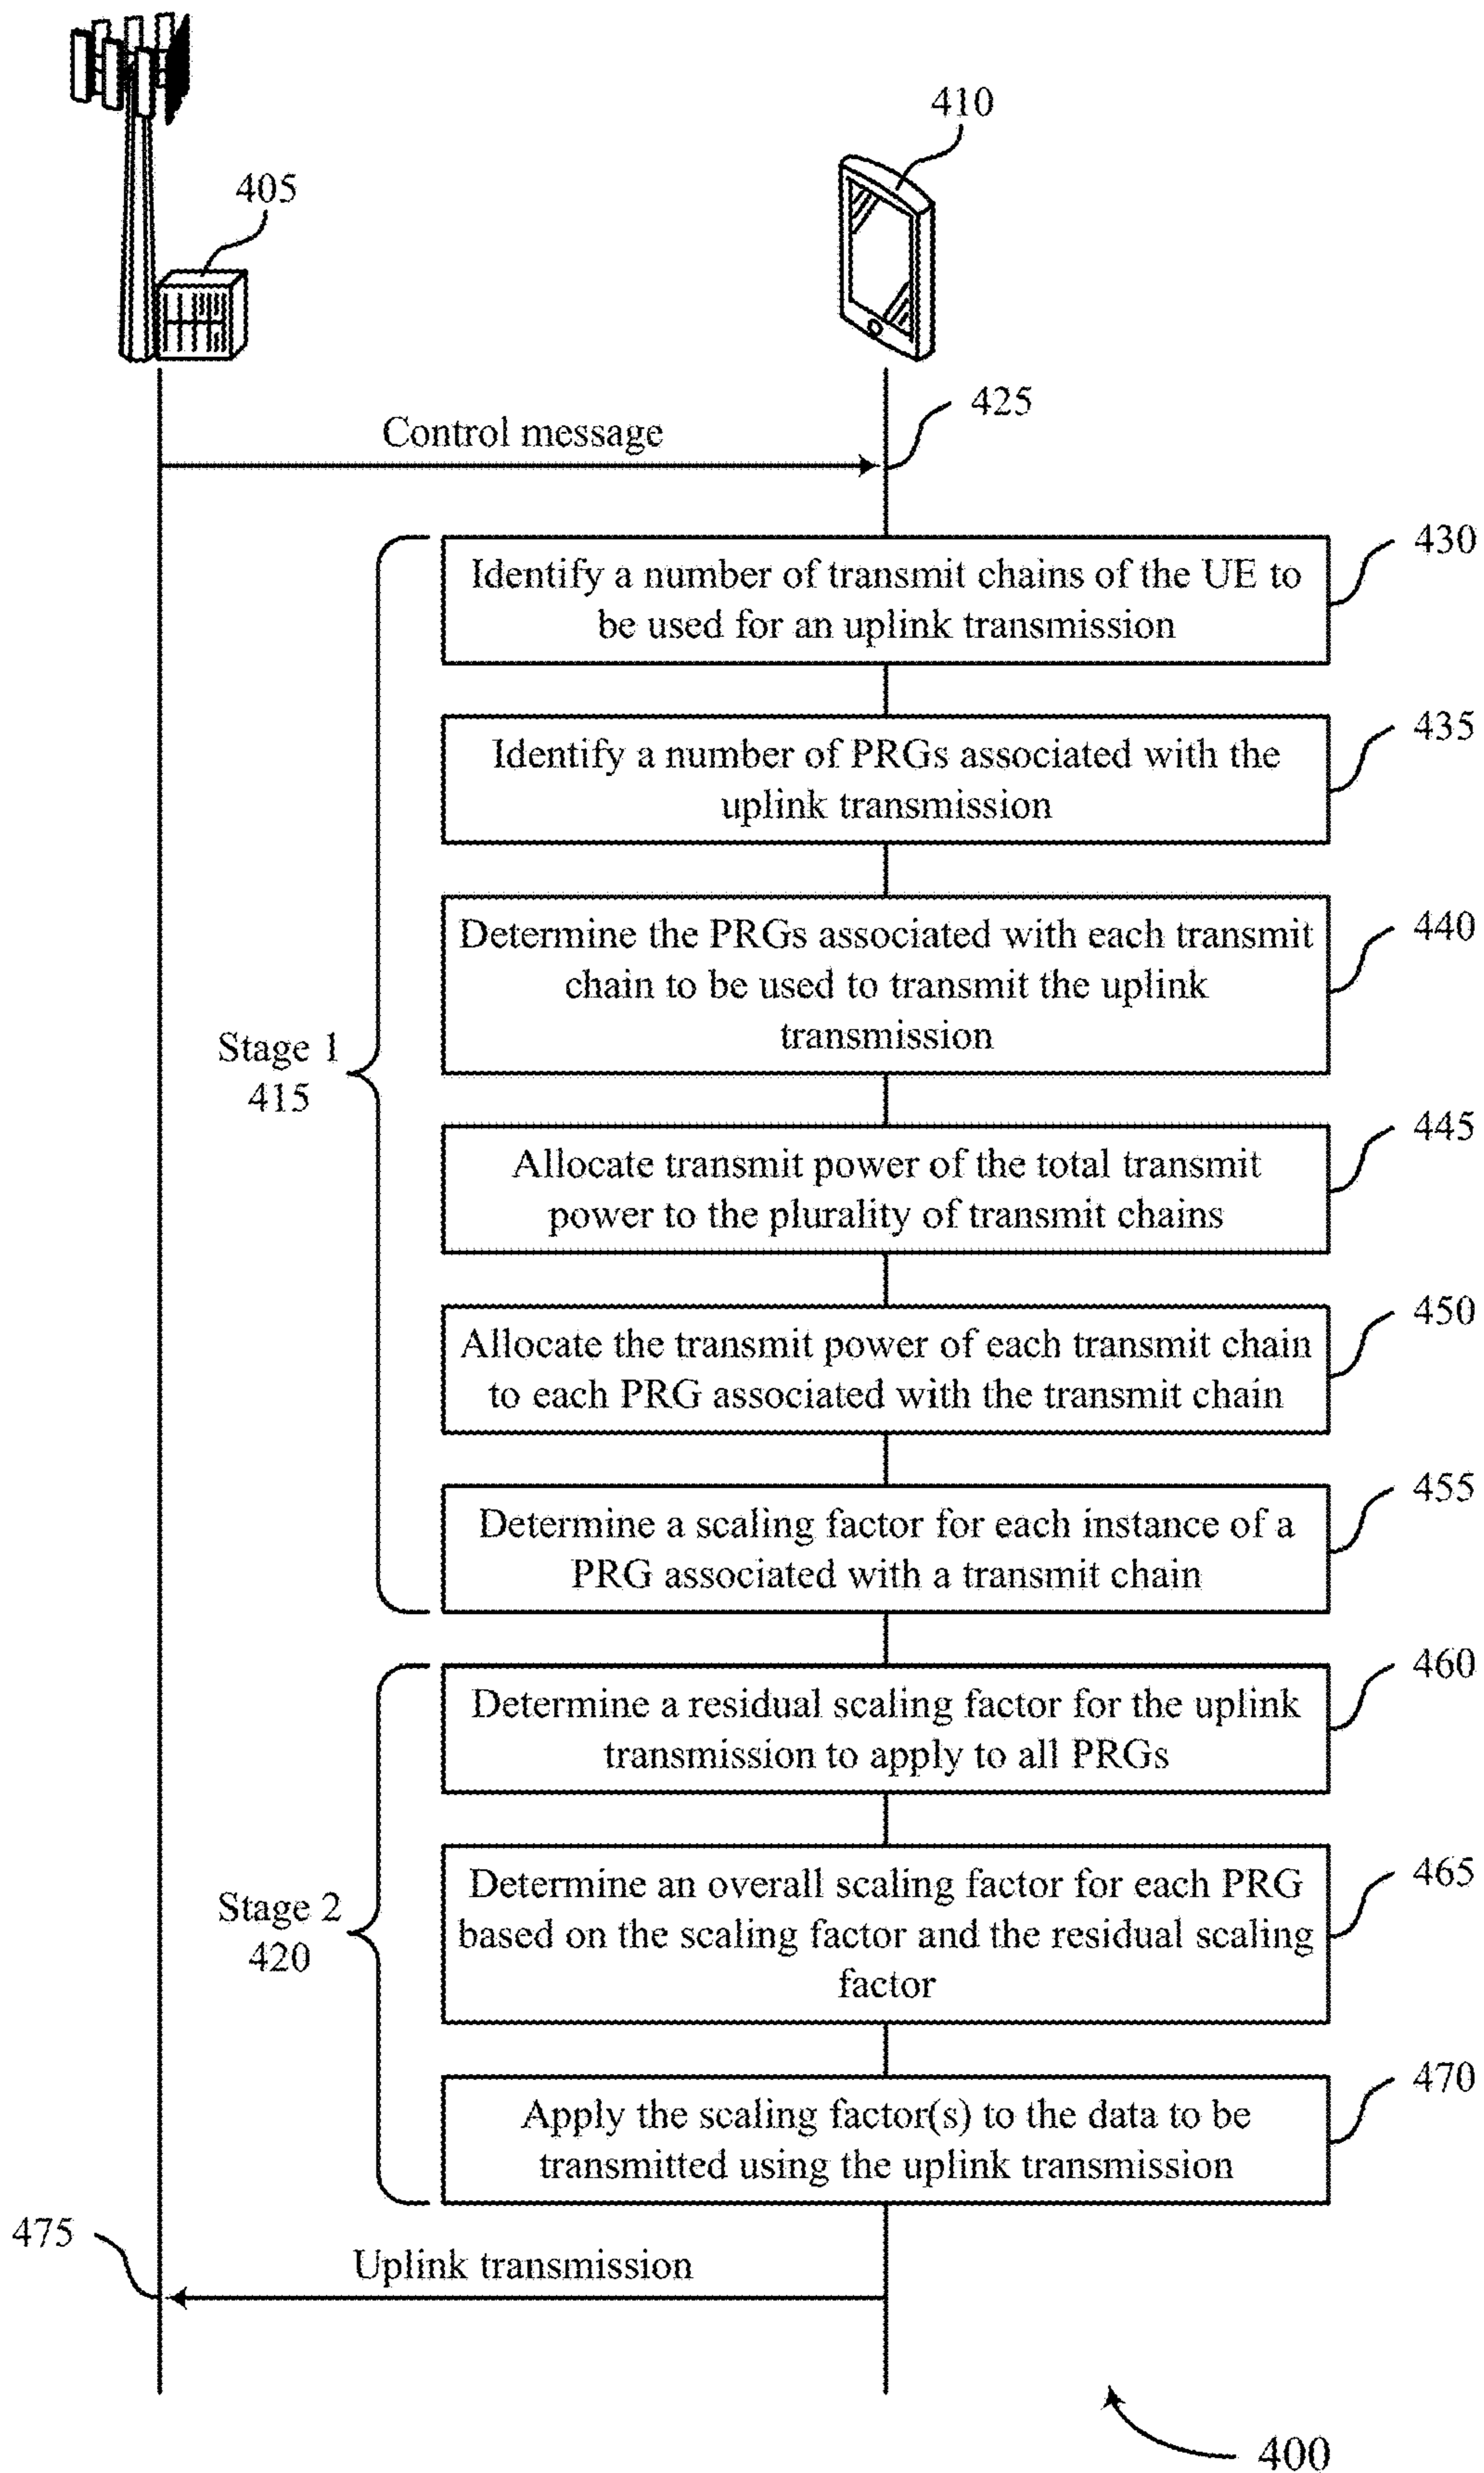 410
405
425
Control message
430
Identify a number of transmit chains of the UE to
be used for an uplink transmission
435
Identify a number of PRGs associated with the
uplink transmission
440
Determine the PRGs associated with each transmit
chain to be used to transmit the uplink
transmission
Stage 1
415
445
Allocate transmit power of the total transmit
power to the plurality of transmit chains
450
Allocate the transmit power of each transmit chain
to each PRG associated with the transmit chain
455
Determine a scaling factor for each instance of a
PRG associated with a transmit chain
460
Determine a residual scaling factor for the uplink
transmission to apply to all PRGs
465
Determine an overall scaling factor for each PRG
based on the scaling factor and the residual scaling
factor
Stage 2
420
470
Apply the scaling factor(s) to the data to be
transmitted using the uplink transmission
475
Uplink transmission
400